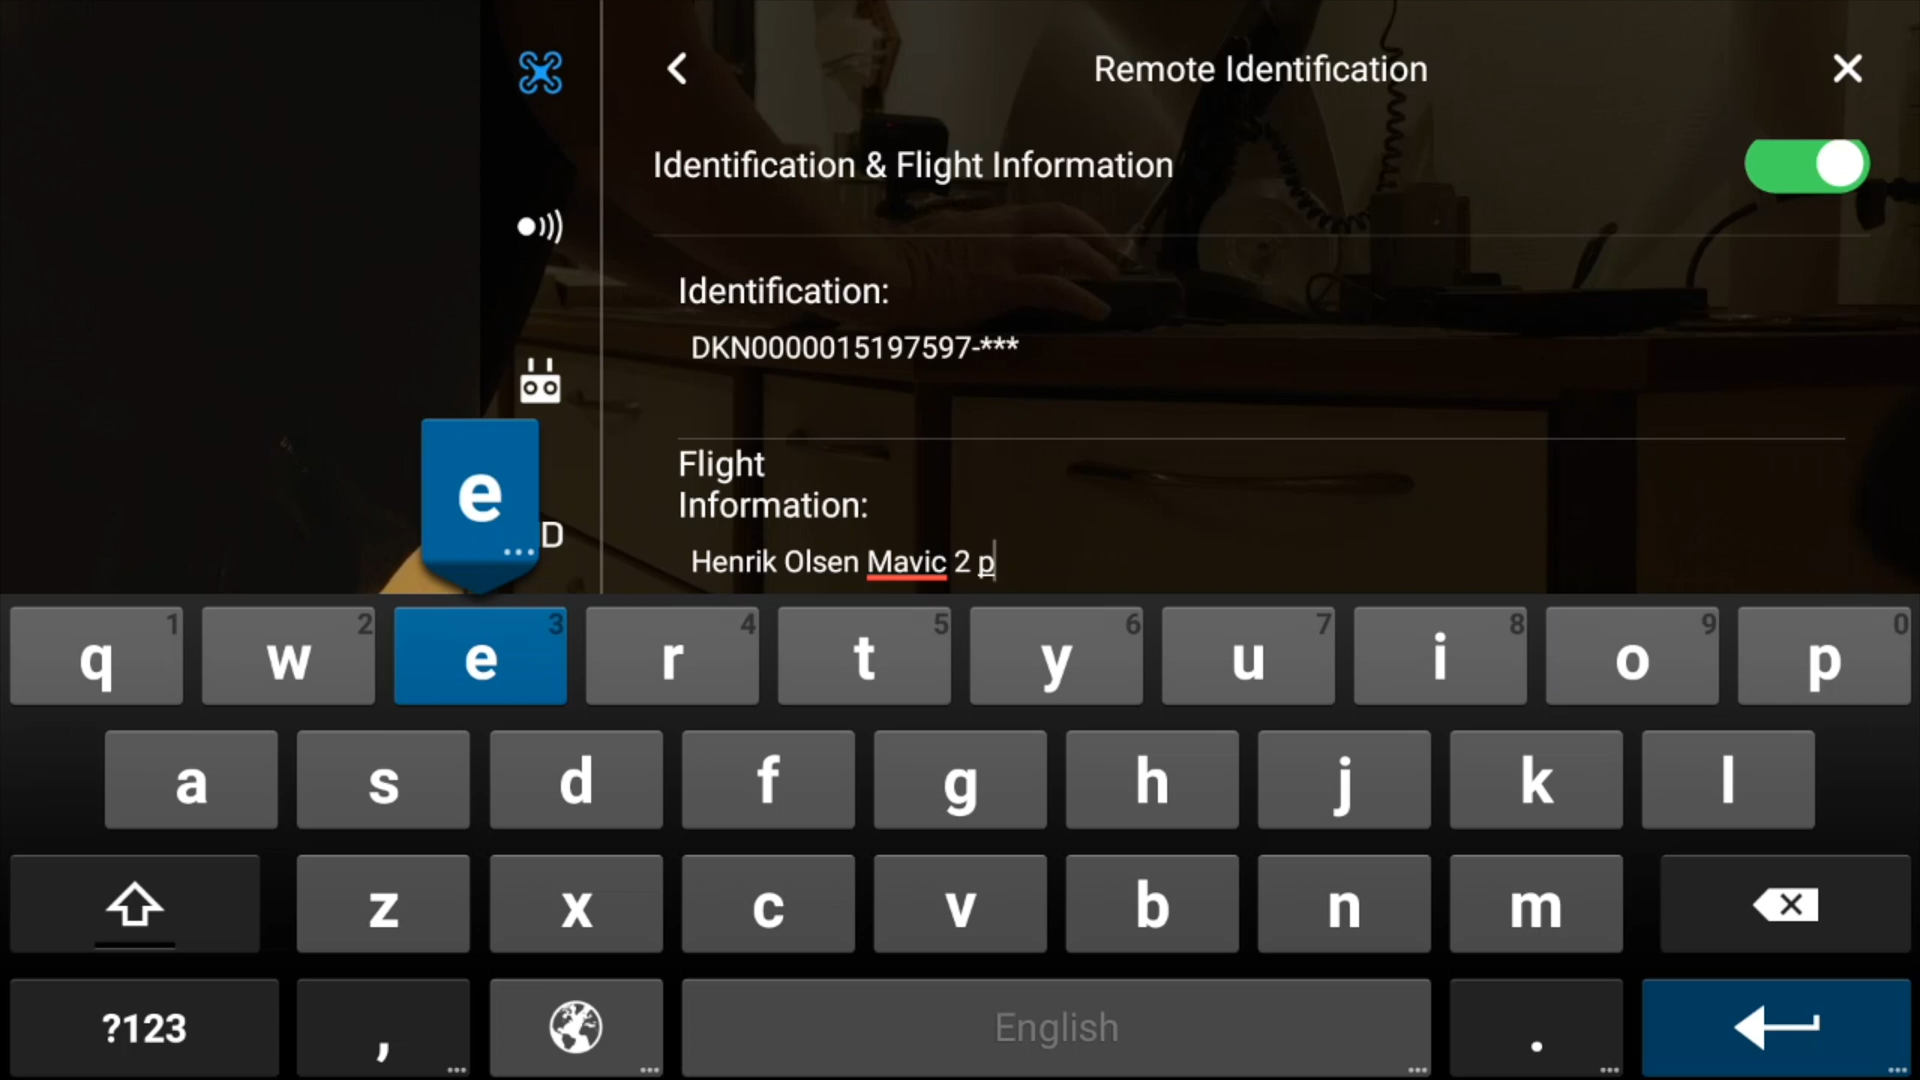 Remote Identification
Identification & Flight Information
Identification:
DKN0000015197597-***
Flight
Information:
Henrik Olsen Mavic 2 p
e
D
q 1 w 2 e 3 r 4 t 5 y 6 u 7 i 8 o 9 p 0
a s d f g h j k l
z x c v b n m
?123 , English .